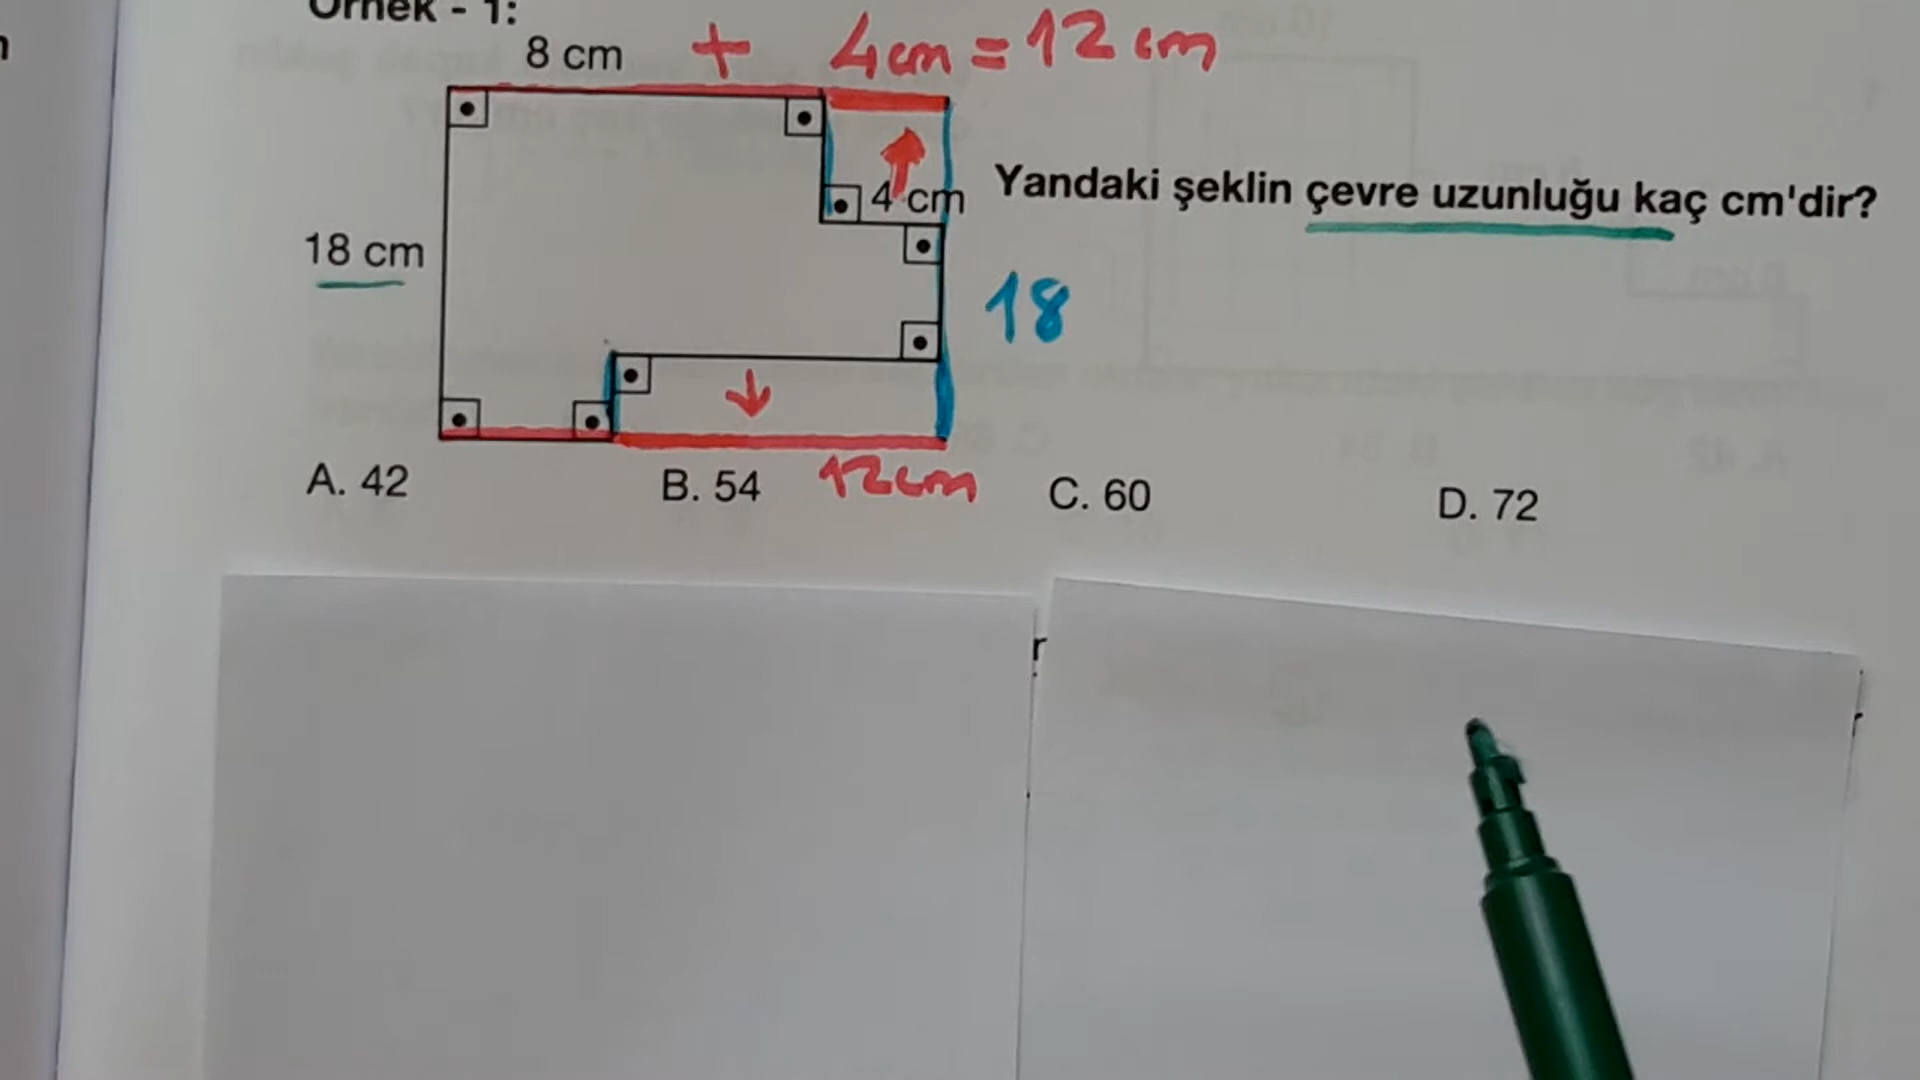 Örnek - 1:
8 cm + 4cm = 12 cm
4 cm
Yandaki şeklin çevre uzunluğu kaç cm'dir?
18 cm
18
12cm
A. 42 B. 54 C. 60 D. 72
r